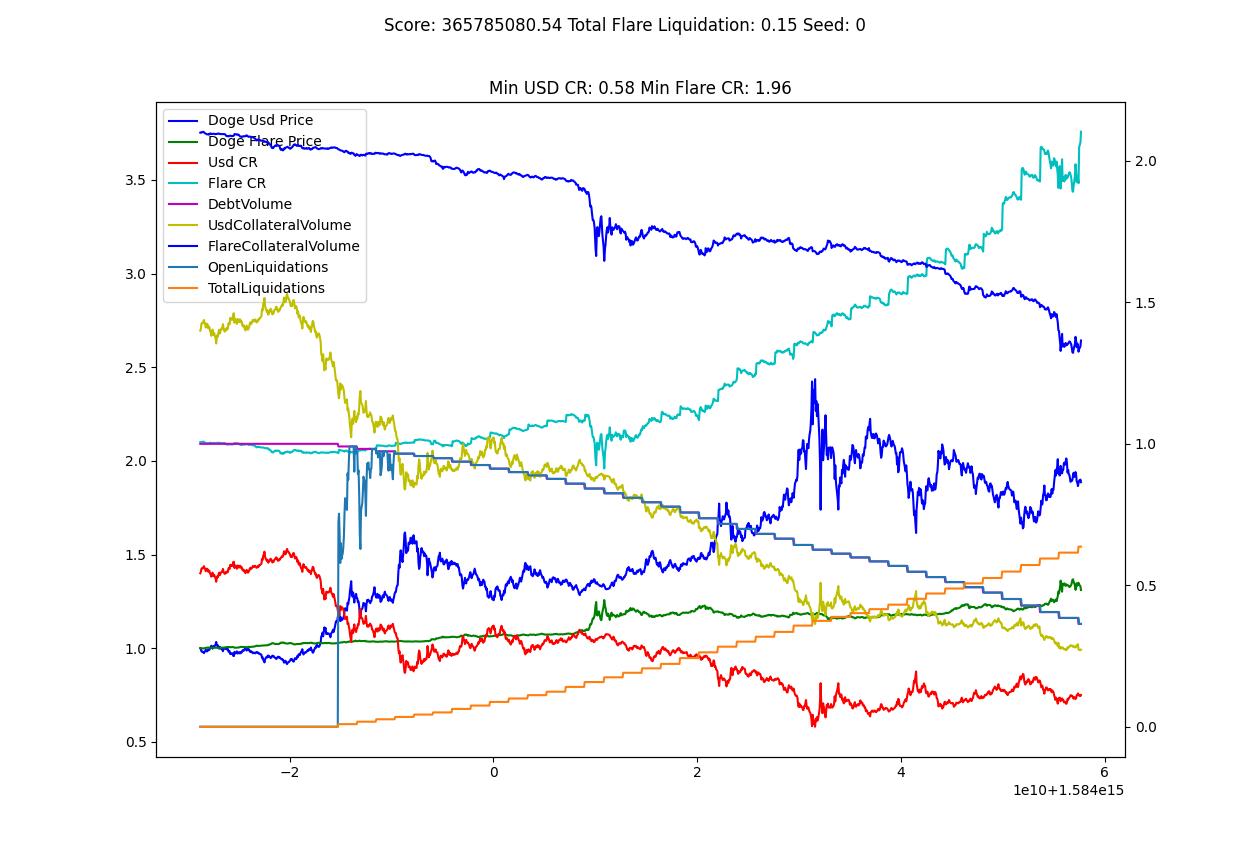 Score: 365785080.54 Total Flare Liquidation: 0.15 Seed: 0
Min USD CR: 0.58 Min Flare CR: 1.96
Doge Usd Price
Doge Flare Price
Usd CR
Flare CR
DebtVolume
UsdCollateralVolume
FlareCollateralVolume
OpenLiquidations
TotalLiquidations
3.5
3.0
2.5
2.0
1.5
1.0
0.5
2.0
1.5
1.0
0.5
0.0
−2 0 2 4 6
1e10+1.584e15